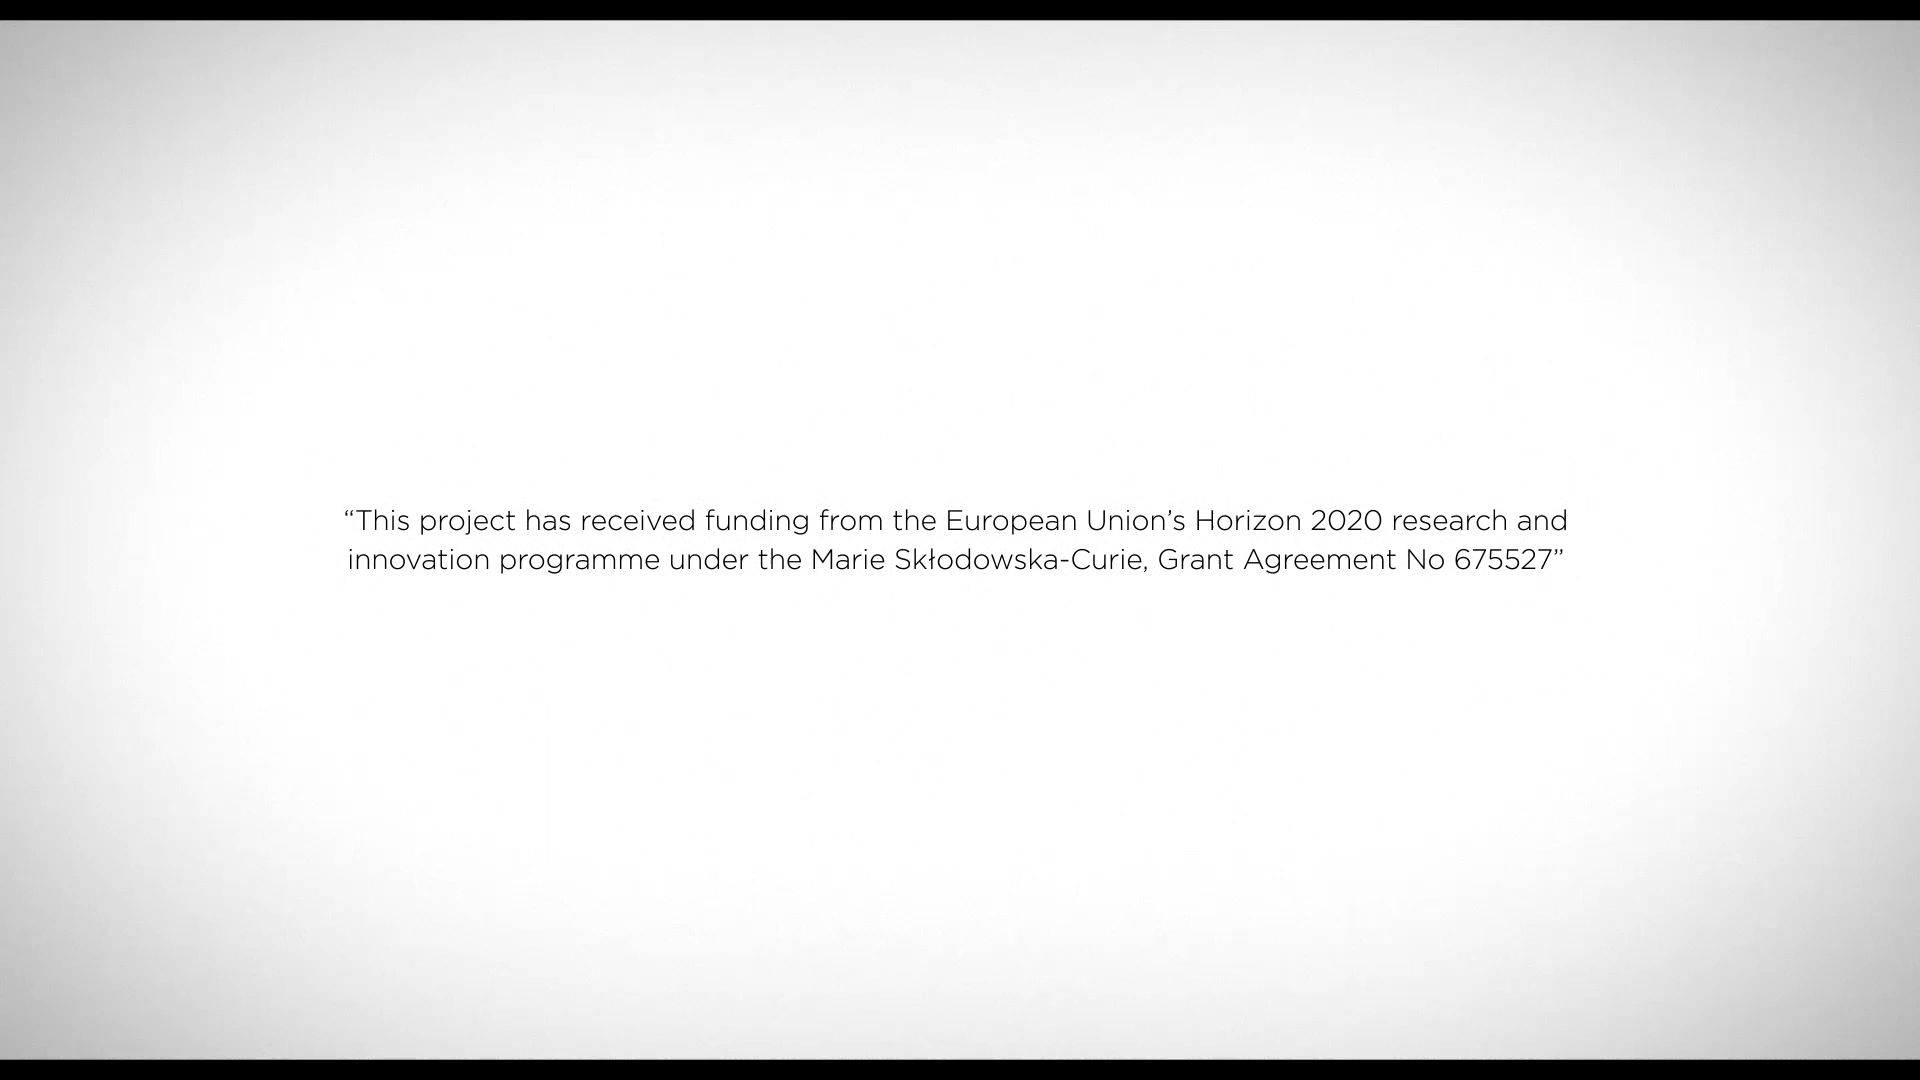 “This project has received funding from the European Union’s Horizon 2020 research and
innovation programme under the Marie Skłodowska-Curie, Grant Agreement No 675527”